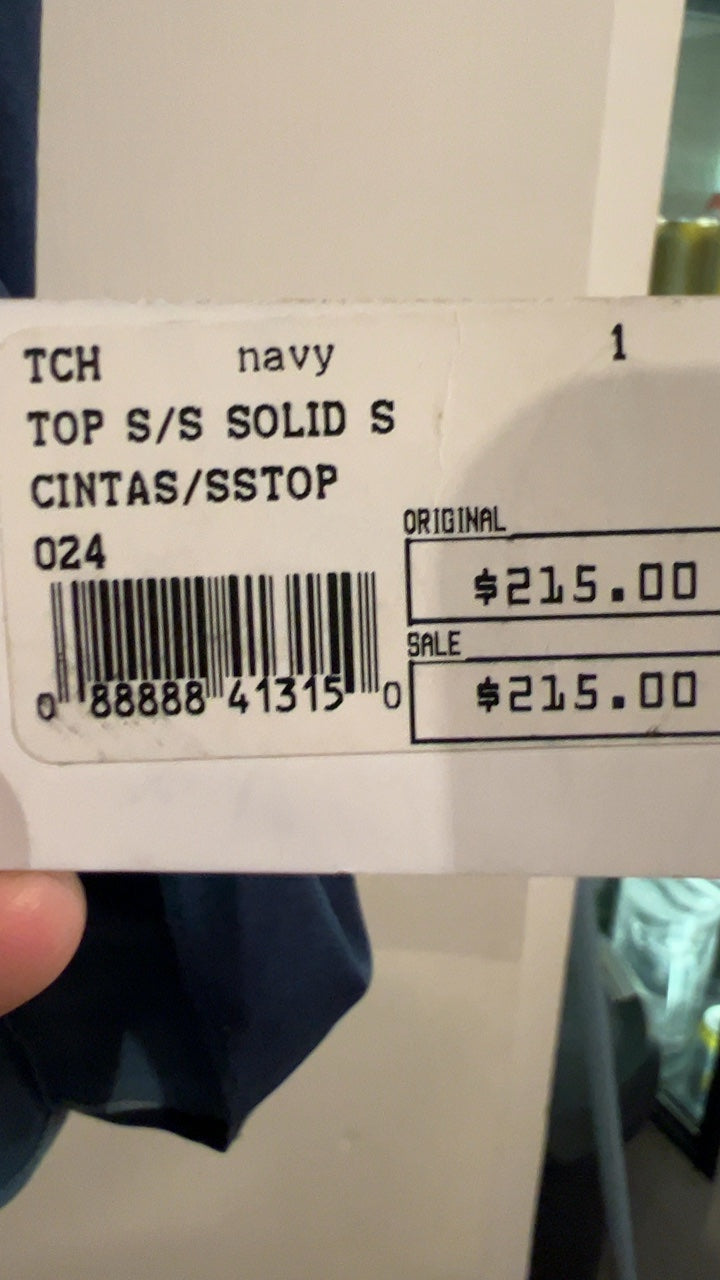 TCH navy 1
TOP S/S SOLID S
CINTAS/SSTOP
024
ORIGINAL
$215.00
SALE
$215.00
0 88888 41315 0